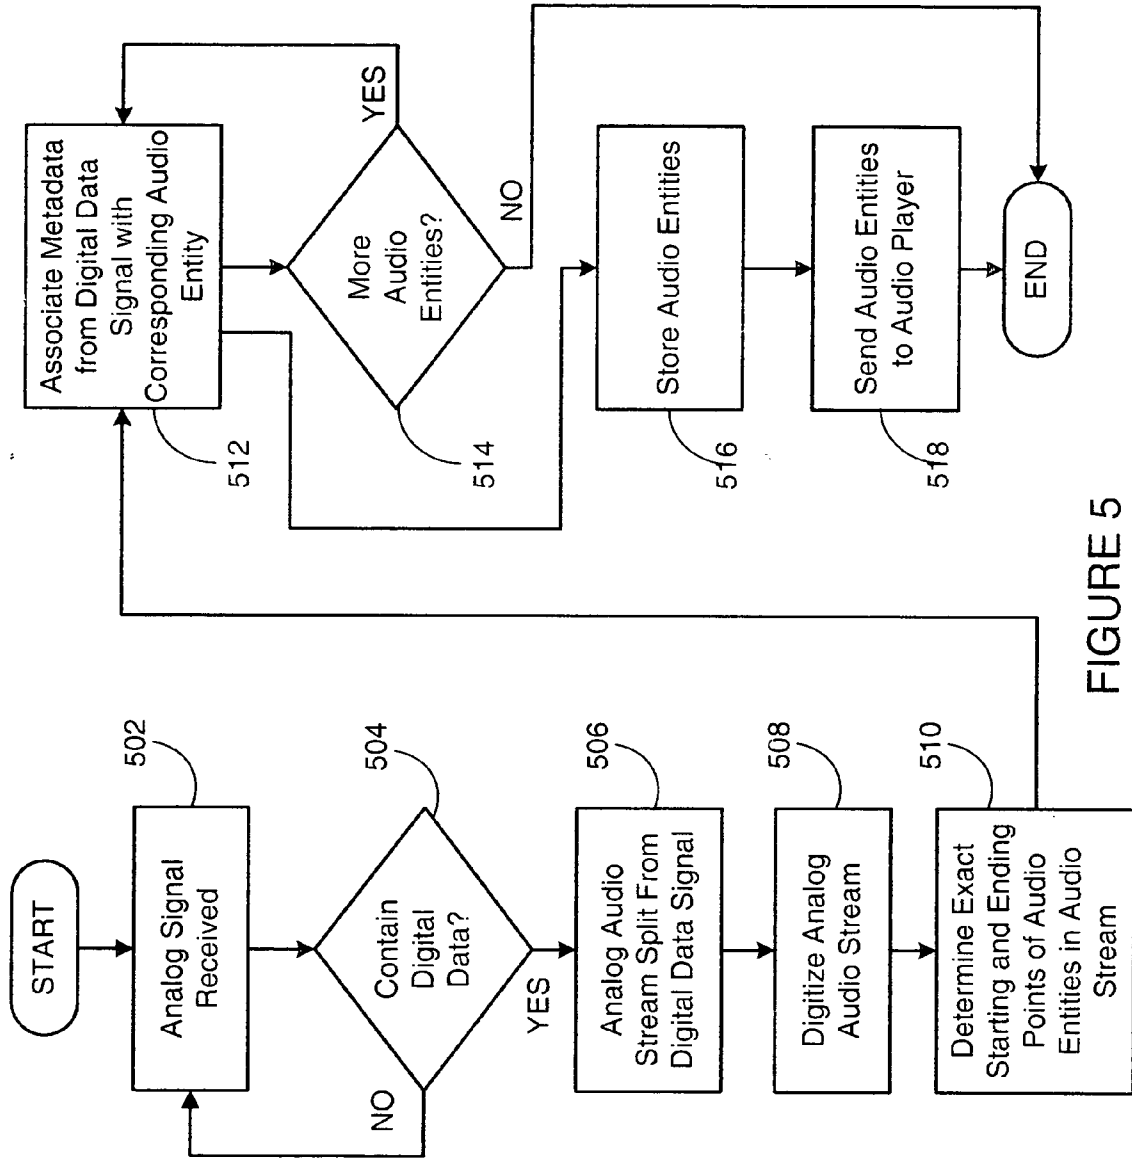 START
Analog Signal
Received
502
Contain
Digital
Data?
504
NO
YES
Analog Audio
Stream Split From
Digital Data Signal
506
Digitize Analog
Audio Stream
508
Determine Exact
Starting and Ending
Points of Audio
Entities in Audio
Stream
510
Associate Metadata
from Digital Data
Signal with
Corresponding Audio
Entity
512
YES
More
Audio
Entities?
514
NO
Store Audio Entities
516
Send Audio Entities
to Audio Player
518
END
FIGURE 5